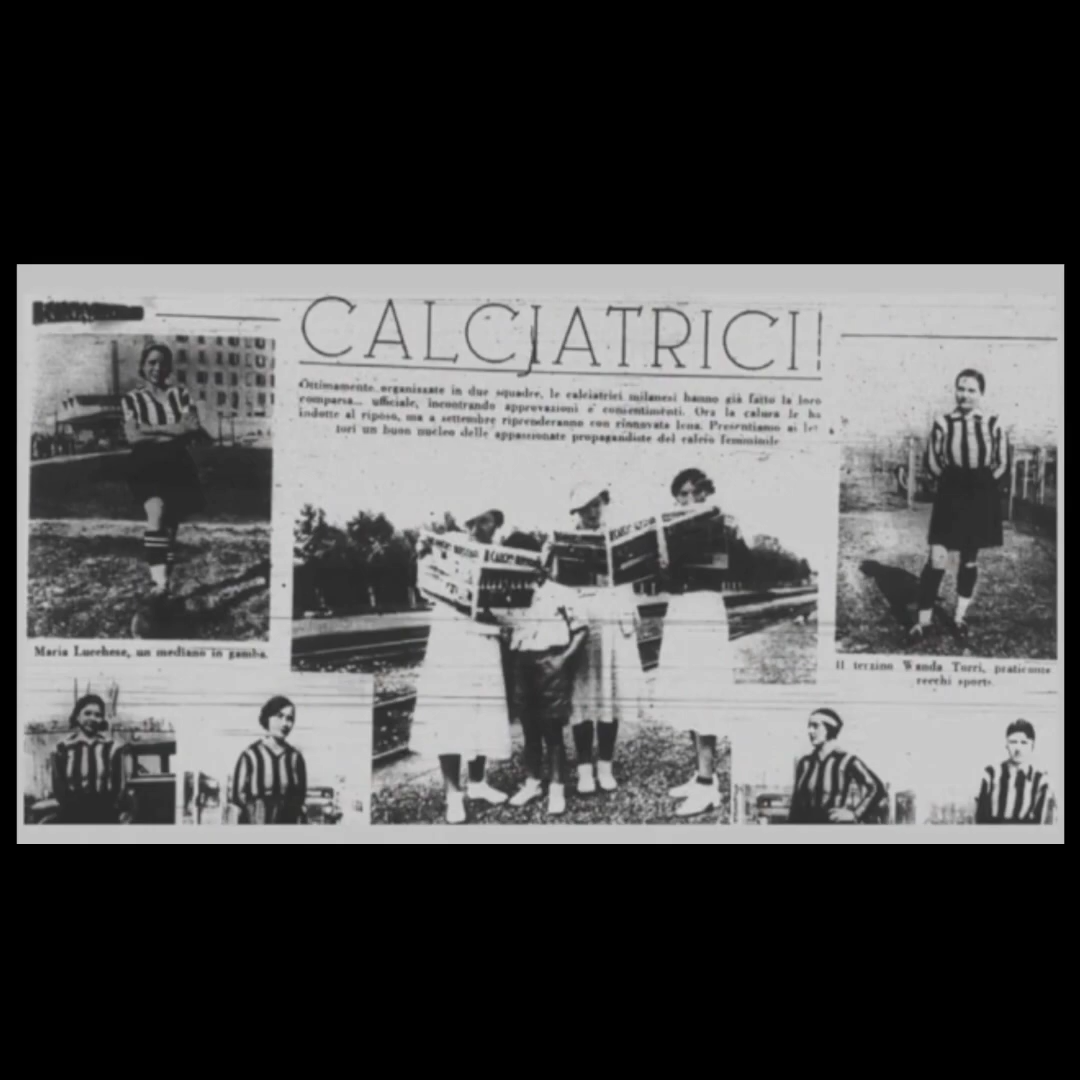 CALCIATRICI
Ottimamente organizzate in due squadre, le calciatrici milanesi hanno già fatto la loro
comparsa... ufficiale, incontrando approvazioni e consentimenti. Ora la calura le ha
indotte al riposo, ma a settembre riprenderanno con rinnovata lena. Presentiamo ai let-
tori un buon nucleo delle appassionate propagandiste del calcio femminile
Maria Lucchese, un mediano in gamba.
Il terzino Wanda Torri, praticante
sport.